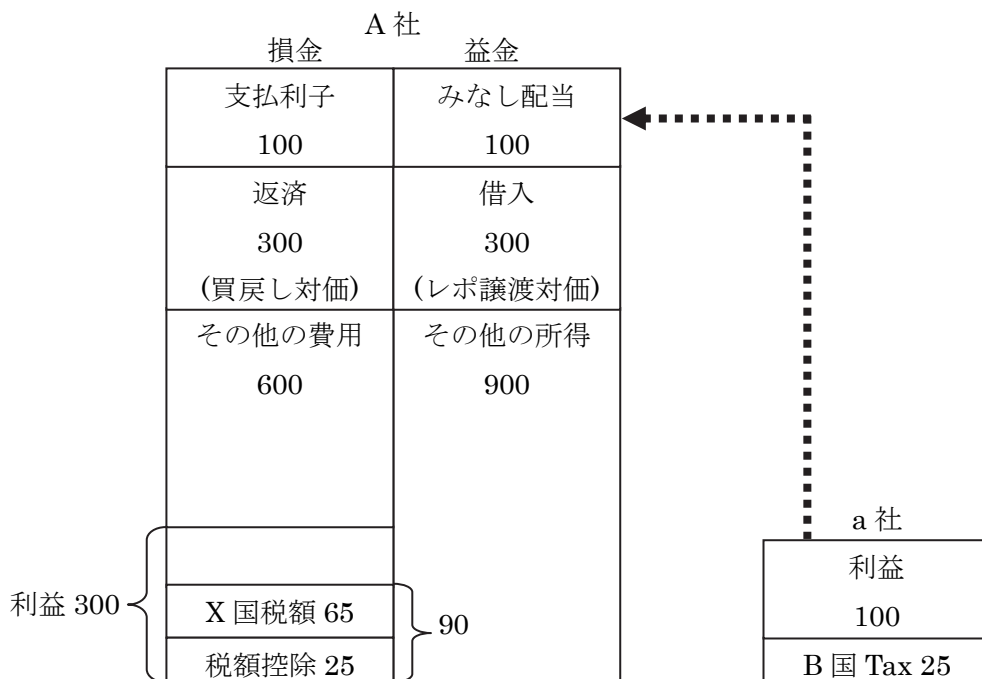 A 社
損金 益金
支払利子 みなし配当
100 100
返済 借入
300 300
(買戻し対価) (レポ譲渡対価)
その他の費用 その他の所得
600 900
a 社
利益
100
利益 300
X 国税額 65
90
税額控除 25
B 国 Tax 25